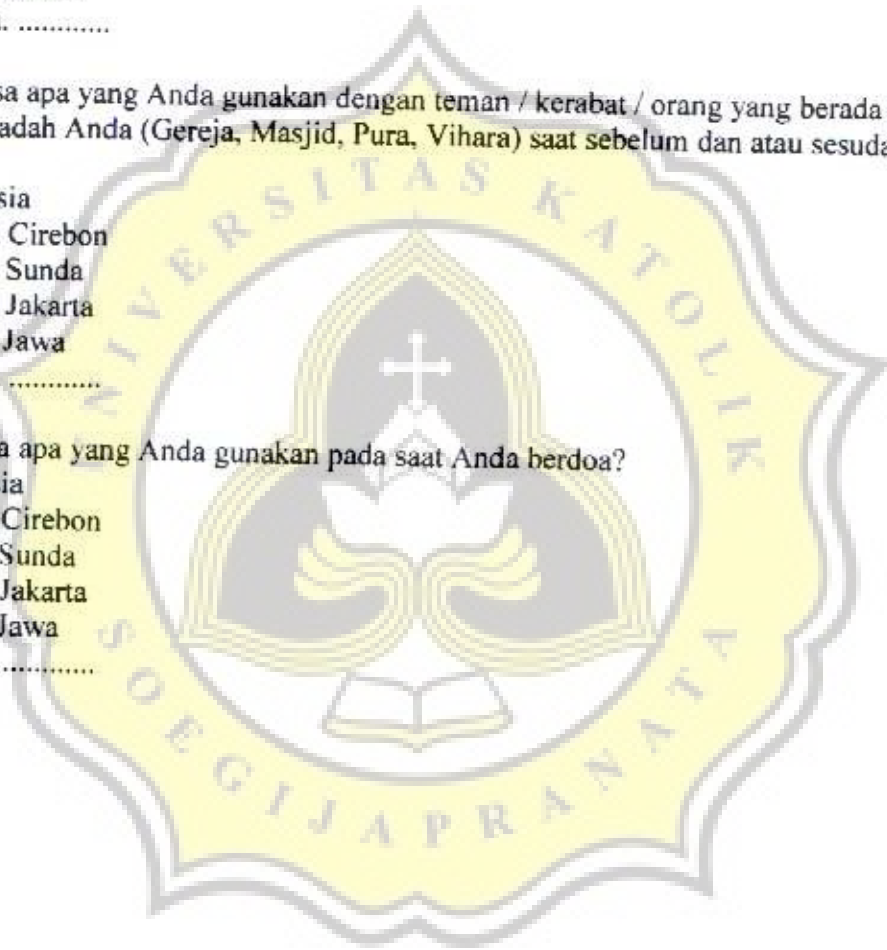 . .............
sa apa yang Anda gunakan dengan teman / kerabat / orang yang berada
adah Anda (Gereja, Masjid, Pura, Vihara) saat sebelum dan atau sesuda
sia
Cirebon
Sunda
Jakarta
Jawa
.............
a apa yang Anda gunakan pada saat Anda berdoa?
ia
Cirebon
Sunda
Jakarta
Jawa
.............
UNIVERSITAS KATOLIK
SOEGIJAPRANATA